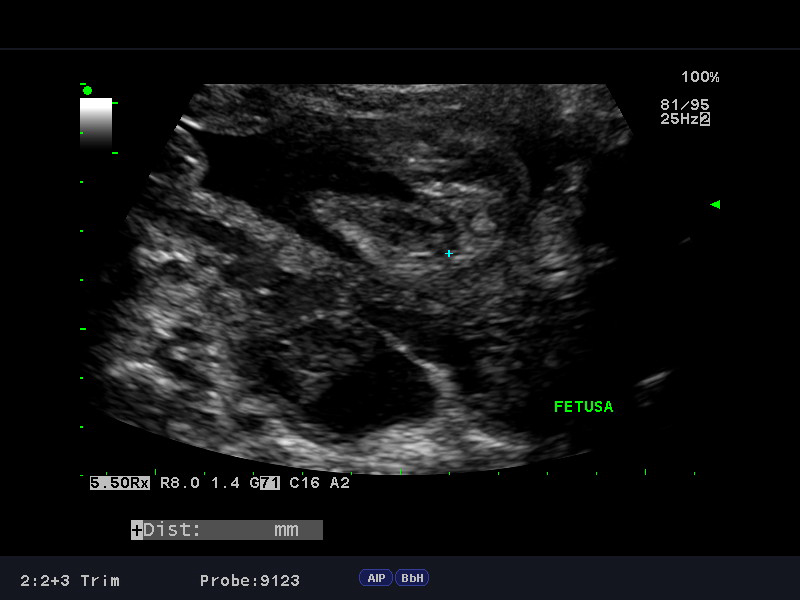 100%
81/95
25Hz2
FETUSA
5.50Rx R8.0 1.4 G71 C16 A2
+Dist: mm
2:2+3 Trim Probe:9123 AIP BbH